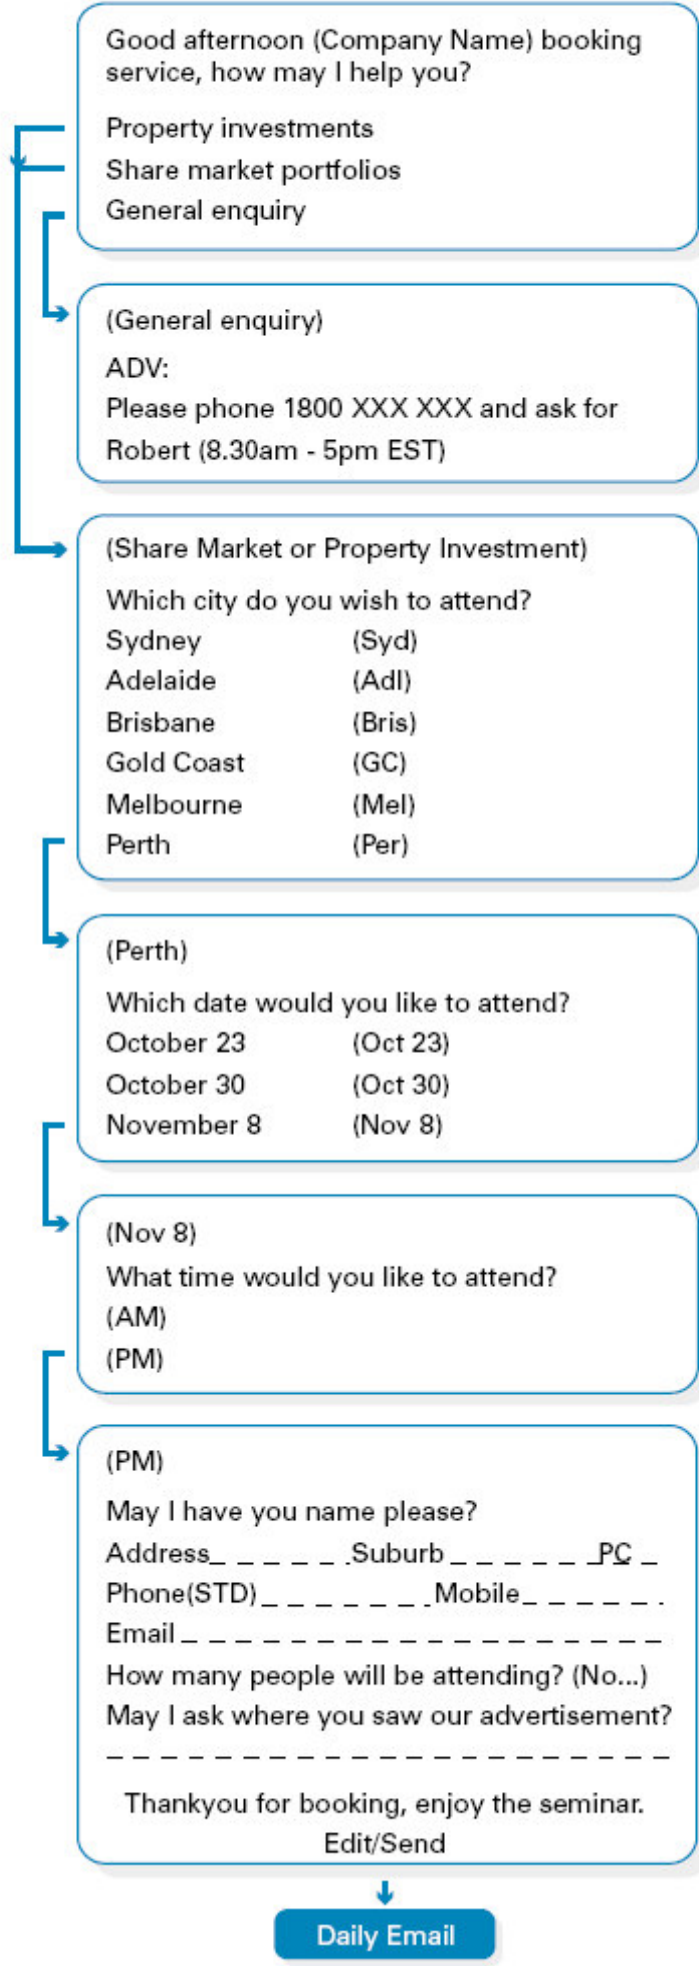 Good afternoon (Company Name) booking
service, how may I help you?
Property investments
Share market portfolios
General enquiry
(General enquiry)
ADV:
Please phone 1800 XXX XXX and ask for
Robert (8.30am - 5pm EST)
(Share Market or Property Investment)
Which city do you wish to attend?
Sydney (Syd)
Adelaide (Adl)
Brisbane (Bris)
Gold Coast (GC)
Melbourne (Mel)
Perth (Per)
(Perth)
Which date would you like to attend?
October 23 (Oct 23)
October 30 (Oct 30)
November 8 (Nov 8)
(Nov 8)
What time would you like to attend?
(AM)
(PM)
(PM)
May I have you name please?
Address_ _ _ _ _ _ Suburb _ _ _ _ _ _PC _
Phone(STD)_ _ _ _ _ _ _ Mobile_ _ _ _ _ _
Email _ _ _ _ _ _ _ _ _ _ _ _ _ _ _ _ _ _
How many people will be attending? (No...)
May I ask where you saw our advertisement?
_ _ _ _ _ _ _ _ _ _ _ _ _ _ _ _ _ _ _ _ _
Thankyou for booking, enjoy the seminar.
Edit/Send
Daily Email